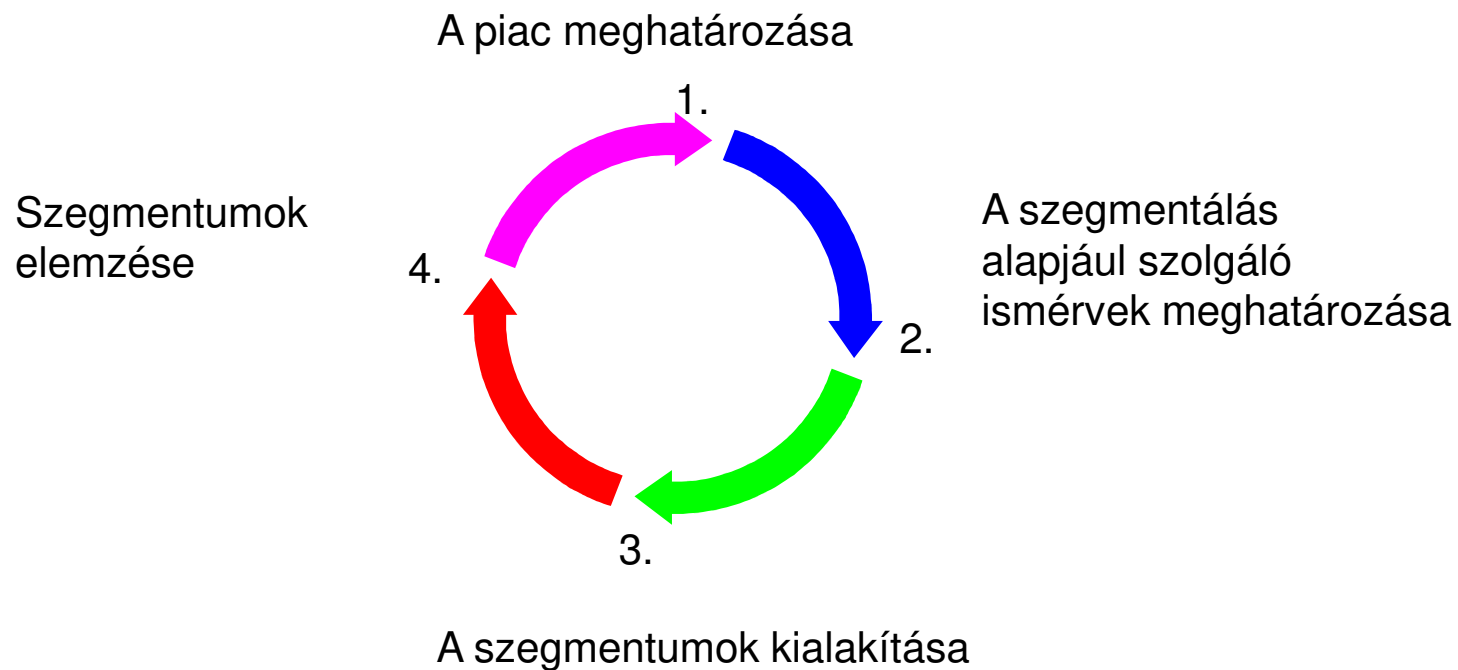 A piac meghatározása
1.
A szegmentálás
alapjául szolgáló
ismérvek meghatározása
2.
3.
A szegmentumok kialakítása
Szegmentumok
elemzése
4.